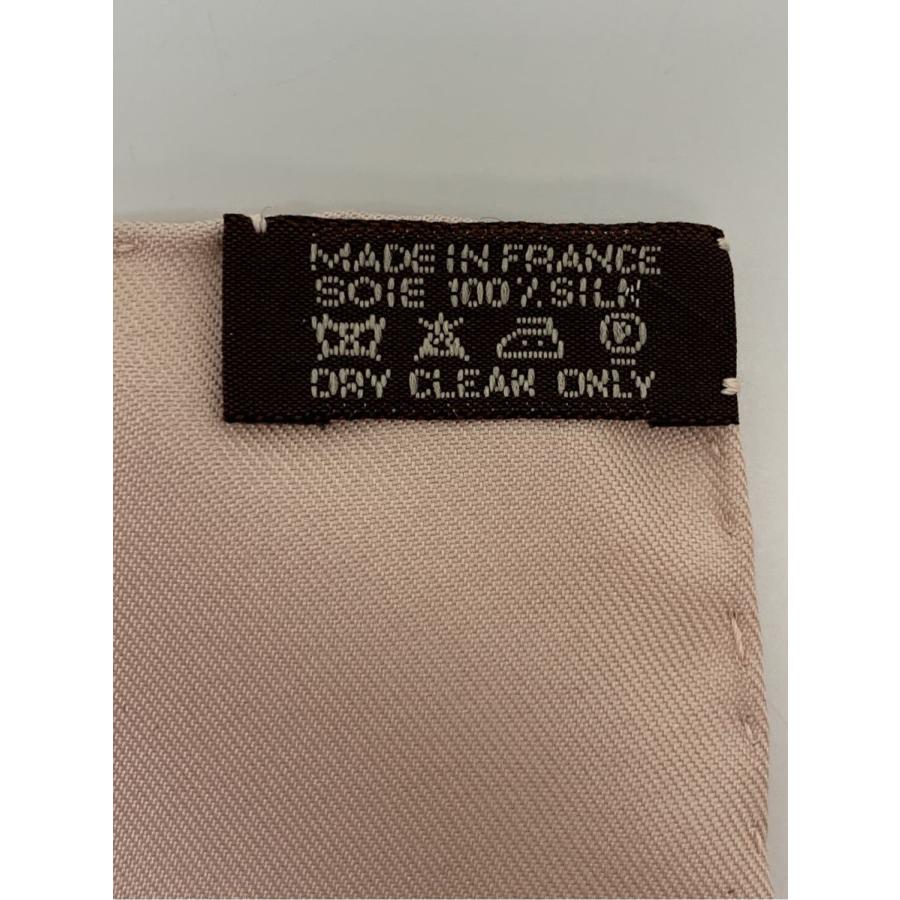 MADE IN FRANCE
SOIE 100% SILK
DRY CLEAN ONLY